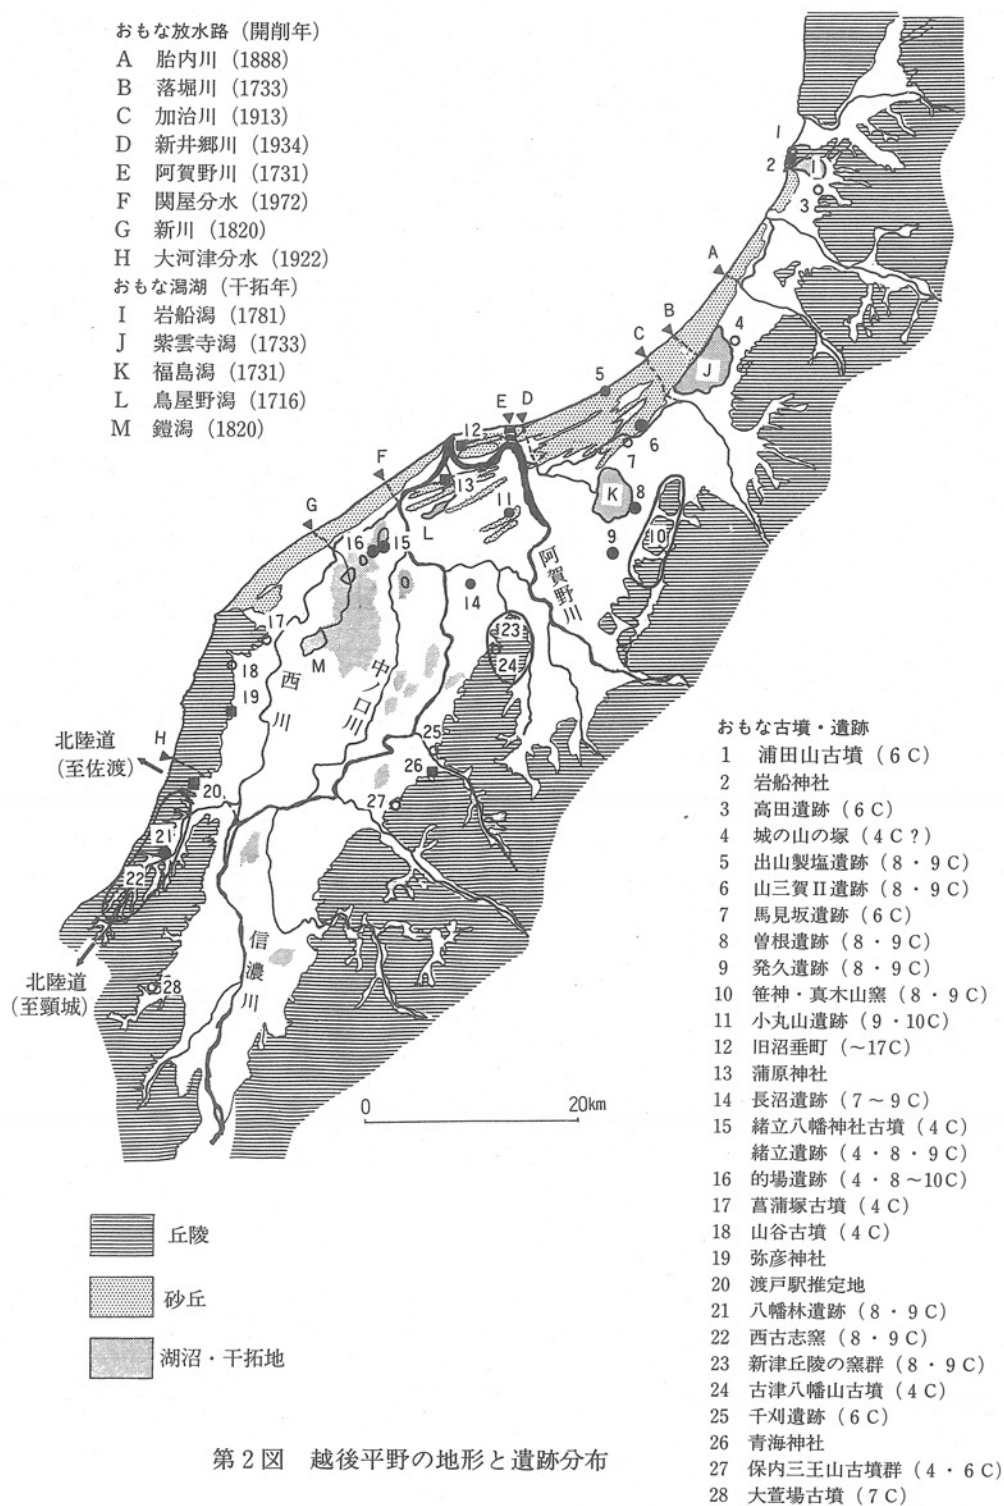 おもな放水路 (開削年)
A 胎内川 (1888)
B 落堀川 (1733)
C 加治川 (1913)
D 新井郷川 (1934)
E 阿賀野川 (1731)
F 関屋分水 (1972)
G 新川 (1820)
H 大河津分水 (1922)
おもな潟湖 (干拓年)
I 岩船潟 (1781)
J 紫雲寺潟 (1733)
K 福島潟 (1731)
L 鳥屋野潟 (1716)
M 鎧潟 (1820)
1
2
I
3
A
B
4
C
J
5
E
D
12
6
7
F
13
K
8
11
G
L
16
15
9
10
阿賀野川
14
17
23
M
24
18
西川
中ノ口川
19
25
北陸道
(至佐渡)
H
26
20
27
21
22
信濃川
北陸道
(至頸城)
28
0
20km
おもな古墳・遺跡
1 浦田山古墳 (6C)
2 岩船神社
3 高田遺跡 (6C)
4 城の山の塚 (4C?)
5 出山製塩遺跡 (8・9C)
6 山三賀II遺跡 (8・9C)
7 馬見坂遺跡 (6C)
8 曽根遺跡 (8・9C)
9 発久遺跡 (8・9C)
10 笹神・真木山窯 (8・9C)
11 小丸山遺跡 (9・10C)
12 旧沼垂町 (~17C)
13 蒲原神社
14 長沼遺跡 (7~9C)
15 緒立八幡神社古墳 (4C)
緒立遺跡 (4・8・9C)
16 的場遺跡 (4・8~10C)
17 菖蒲塚古墳 (4C)
18 山谷古墳 (4C)
19 弥彦神社
20 渡戸駅推定地
21 八幡林遺跡 (8・9C)
22 西古志窯 (8・9C)
23 新津丘陵の窯群 (8・9C)
24 古津八幡山古墳 (4C)
25 千刈遺跡 (6C)
26 青海神社
27 保内三王山古墳群 (4・6C)
28 大萱場古墳 (7C)
丘陵
砂丘
湖沼・干拓地
第2図 越後平野の地形と遺跡分布